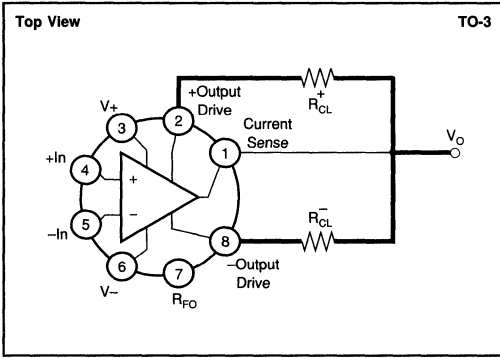 Top View
TO-3
+Output
Drive
V+
3
2
R+CL
Current
Sense
+In
4
1
VO
+
−
5
−In
R−CL
8
6
7
−Output
Drive
V−
RFO